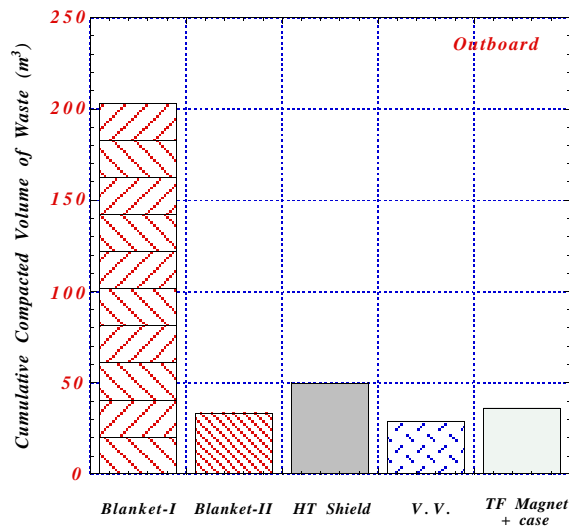 250
Outboard
200
150
100
50
0
Cumulative Compacted Volume of Waste (m³)
Blanket-I Blanket-II HT Shield V.V. TF Magnet
+ case